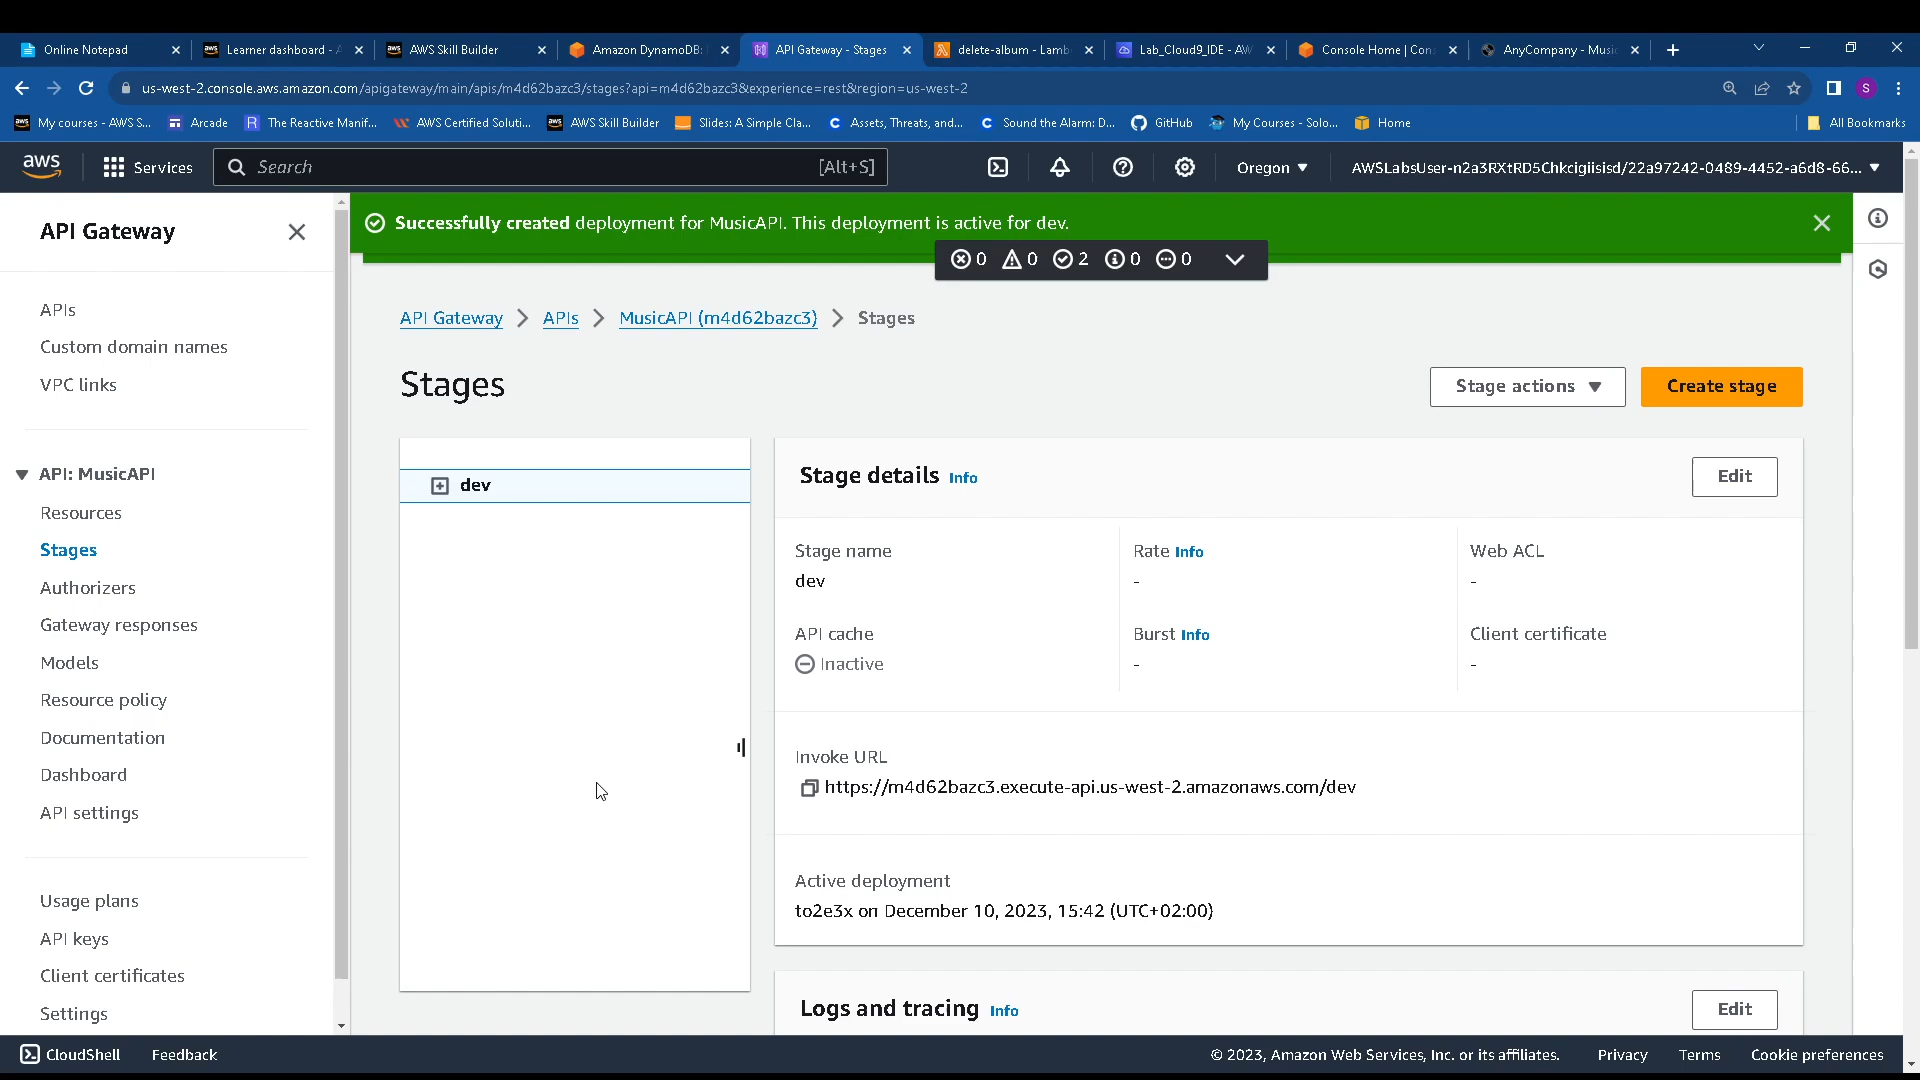 Online Notepad
Learner dashboard - A
AWS Skill Builder
Amazon DynamoDB:
API Gateway - Stages
delete-album - Lamb
Lab_Cloud9_IDE - AW
Console Home | Con
AnyCompany - Music
us-west-2.console.aws.amazon.com/apigateway/main/apis/m4d62bazc3/stages?api=m4d62bazc3&experience=rest&region=us-west-2
S
My courses - AWS S...
Arcade
The Reactive Manif...
AWS Certified Soluti...
AWS Skill Builder
Slides: A Simple Cla...
Assets, Threats, and...
Sound the Alarm: D...
GitHub
My Courses - Solo...
Home
All Bookmarks
aws
Services
Search
[Alt+S]
Oregon
AWSLabsUser-n2a3RXtRD5Chkcigiisisd/22a97242-0489-4452-a6d8-66...
API Gateway
Successfully created deployment for MusicAPI. This deployment is active for dev.
0 0 2 0 0
APIs
Custom domain names
VPC links
API: MusicAPI
Resources
Stages
Authorizers
Gateway responses
Models
Resource policy
Documentation
Dashboard
API settings
Usage plans
API keys
Client certificates
Settings
API Gateway > APIs > MusicAPI (m4d62bazc3) > Stages
Stages
Stage actions
Create stage
dev
Stage details Info
Edit
Stage name
dev
Rate Info
-
Web ACL
-
API cache
Inactive
Burst Info
-
Client certificate
-
Invoke URL
https://m4d62bazc3.execute-api.us-west-2.amazonaws.com/dev
Active deployment
to2e3x on December 10, 2023, 15:42 (UTC+02:00)
Logs and tracing Info
Edit
CloudShell
Feedback
© 2023, Amazon Web Services, Inc. or its affiliates.
Privacy
Terms
Cookie preferences